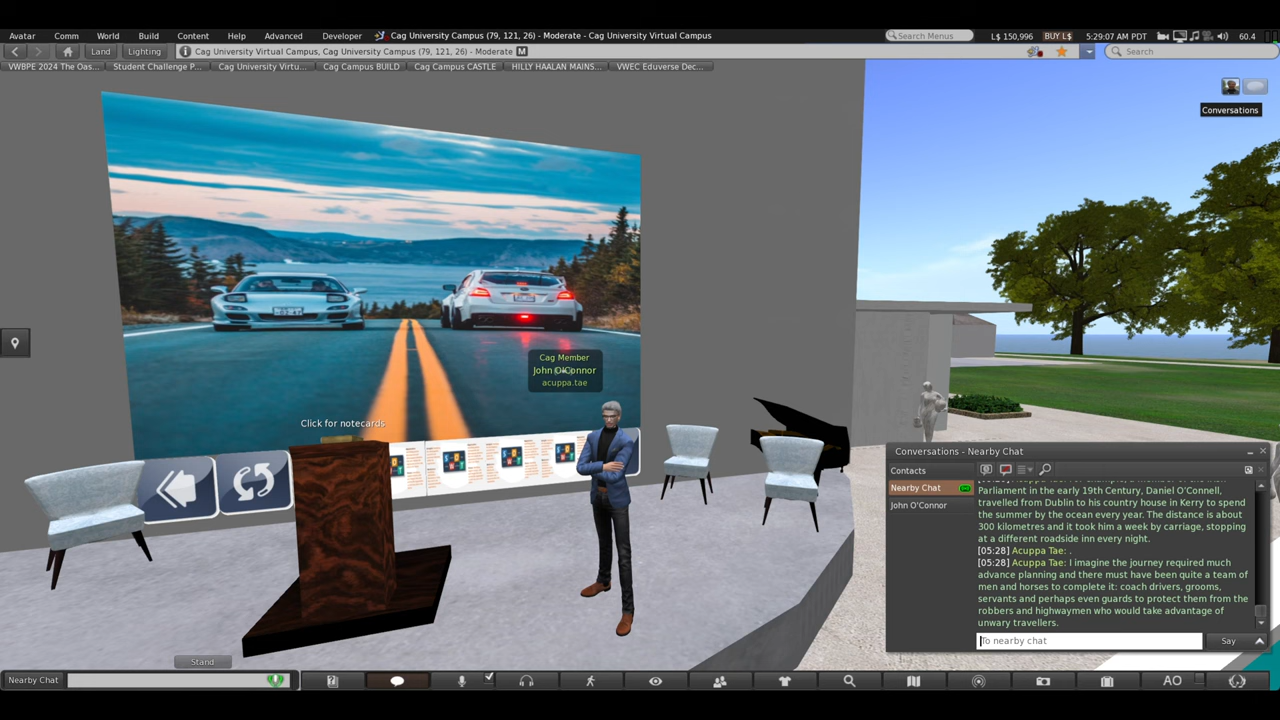 Avatar Comm World Build Content Help Advanced Developer Cag University Campus (79, 121, 26) - Moderate - Cag University Virtual Campus Search Menus L$ 150,996 BUY L$ 5:29:07 AM PDT 60.4
Land Lighting Cag University Virtual Campus, Cag University Campus (79, 121, 26) - Moderate M Search
VWBPE 2024 The Oas... Student Challenge P... Cag University Virtu... Cag Campus BUILD Cag Campus CASTLE HILLY HAALAN MAINS... VWEC Eduverse Dec...
Conversations
Cag Member
John O'Connor
acuppa.tae
Click for notecards
Conversations - Nearby Chat
Contacts
Nearby Chat
John O'Connor
Parliament in the early 19th Century, Daniel O'Connell,
travelled from Dublin to his country house in Kerry to spend
the summer by the ocean every year. The distance is about
300 kilometres and it took him a week by carriage, stopping
at a different roadside inn every night.
[05:28] Acuppa Tae: .
[05:28] Acuppa Tae: I imagine the journey required much
advance planning and there must have been quite a team of
men and horses to complete it: coach drivers, grooms,
servants and perhaps even guards to protect them from the
robbers and highwaymen who would take advantage of
unwary travellers.
To nearby chat Say
Stand
Nearby Chat AO